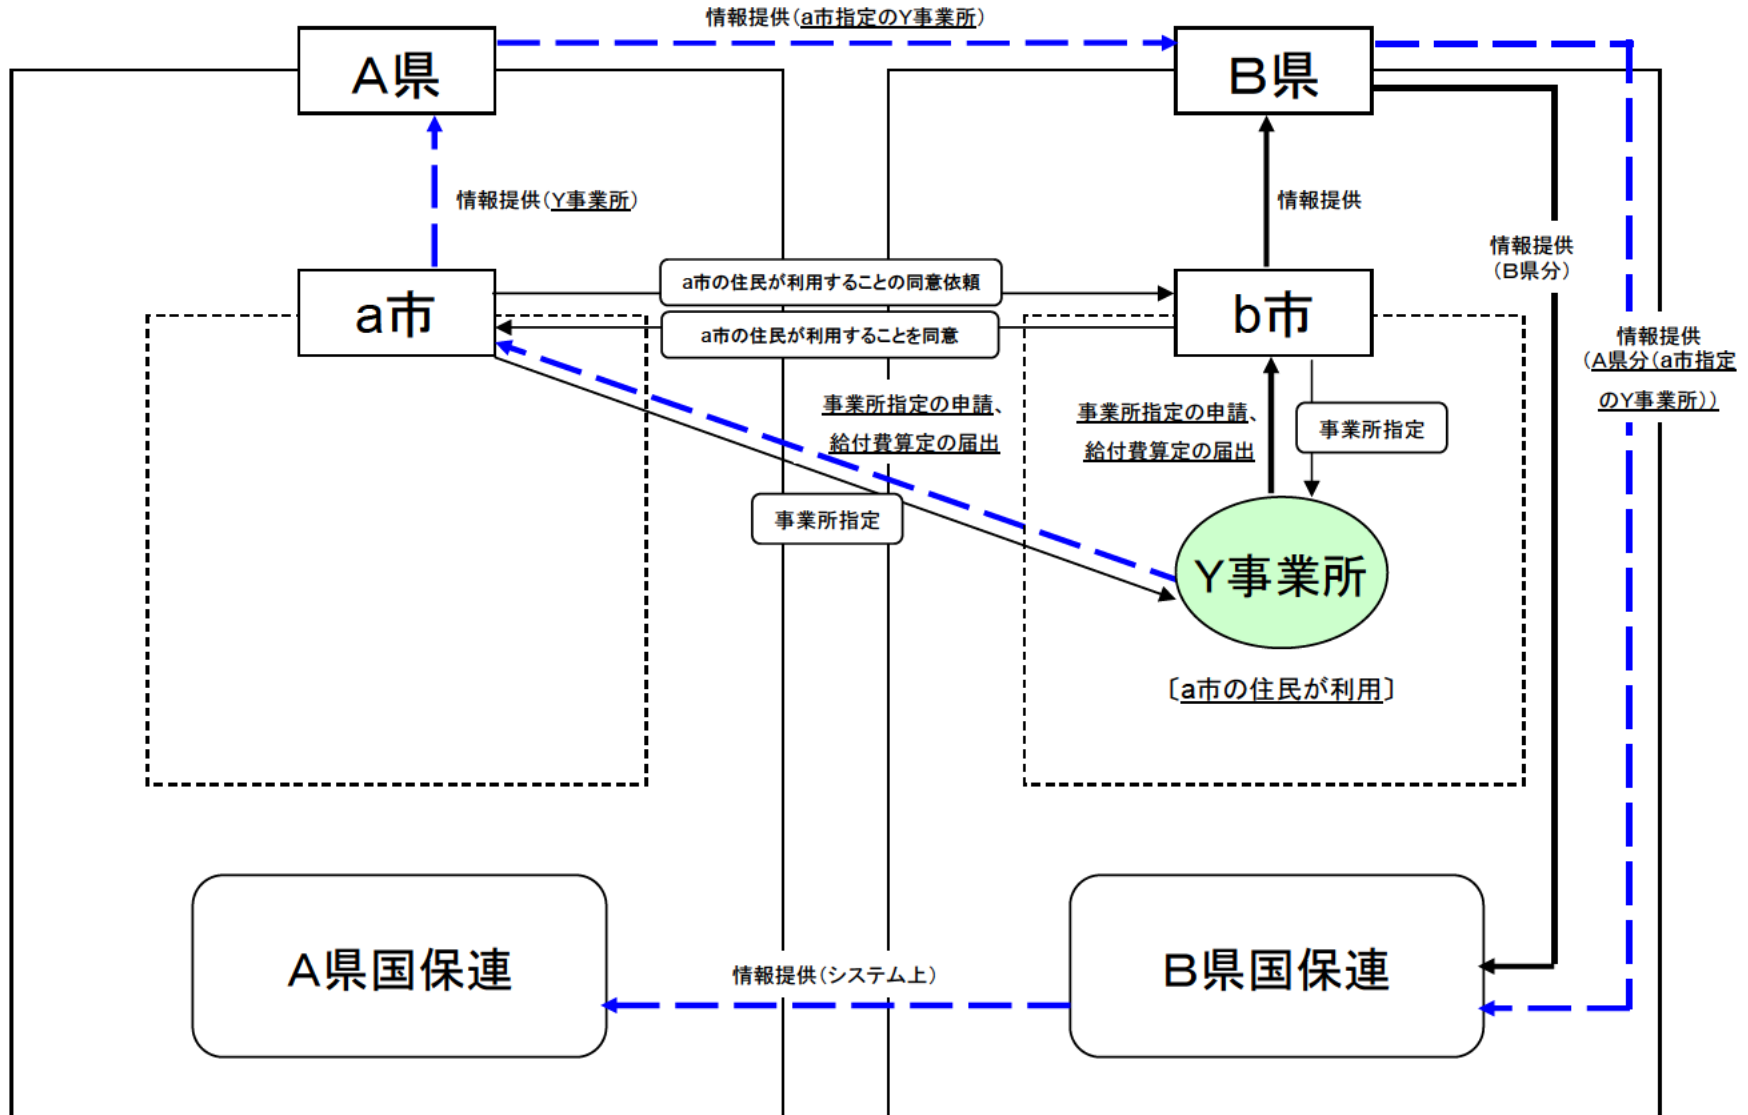 情報提供(a市指定のY事業所)
A県
B県
情報提供(Y事業所)
情報提供
情報提供
(B県分)
a市
a市の住民が利用することの同意依頼
a市の住民が利用することを同意
b市
情報提供
(A県分(a市指定
のY事業所))
事業所指定の申請、
給付費算定の届出
事業所指定の申請、
給付費算定の届出
事業所指定
事業所指定
Y事業所
〔a市の住民が利用〕
A県国保連
情報提供(システム上)
B県国保連